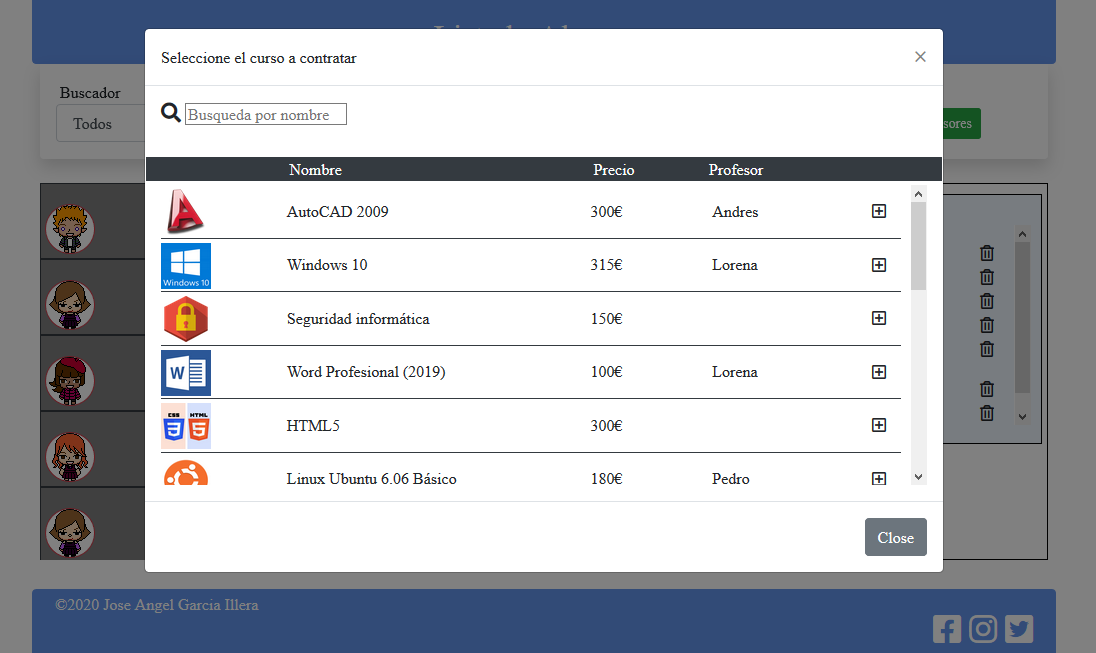 Seleccione el curso a contratar ×
Buscador
Todos
Busqueda por nombre
sores
Nombre Precio Profesor
AutoCAD 2009 300€ Andres
Windows 10 315€ Lorena
Windows 10
Seguridad informática 150€
Word Profesional (2019) 100€ Lorena
W
CSS HTML
3 5
HTML5 300€
Linux Ubuntu 6.06 Básico 180€ Pedro
Close
©2020 Jose Angel Garcia Illera